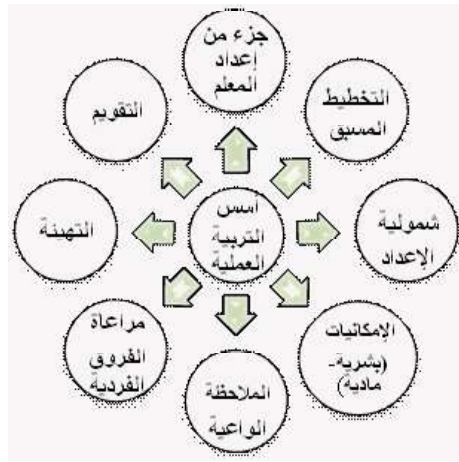 جزء من
إعداد
المعلم
التخطيط
المسبق
شمولية
الإعداد
الإمكانيات
(بشرية-
مادية)
الملاحظة
الواعية
مراعاة
الفروق
الفردية
التهيئة
التقويم
أسس
التربية
العملية